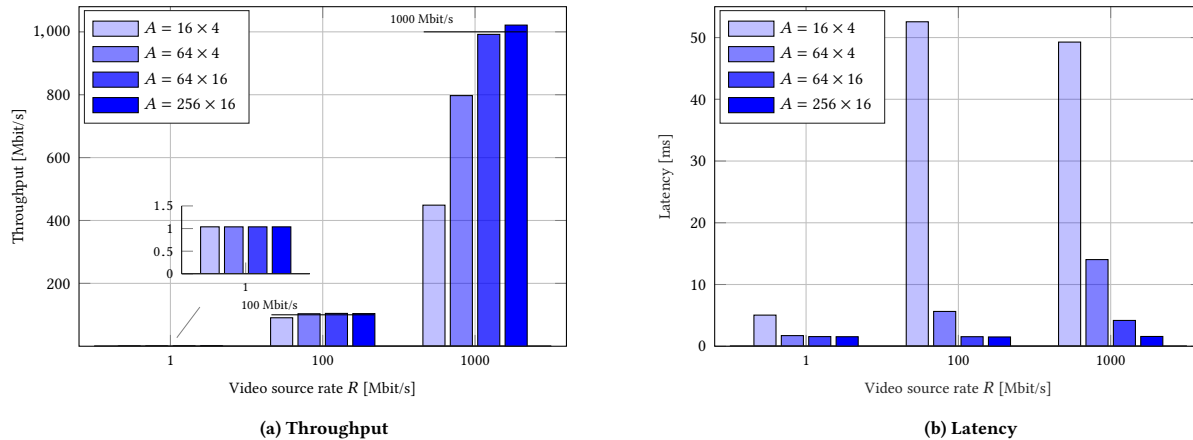 1000 Mbit/s
A = 16 × 4
A = 64 × 4
A = 64 × 16
A = 256 × 16
1,000
800
600
400
200
Throughput [Mbit/s]
1.5
1
0.5
0
1
100 Mbit/s
1 100 1000
Video source rate R [Mbit/s]
(a) Throughput
A = 16 × 4
A = 64 × 4
A = 64 × 16
A = 256 × 16
50
40
30
20
10
0
Latency [ms]
1 100 1000
Video source rate R [Mbit/s]
(b) Latency